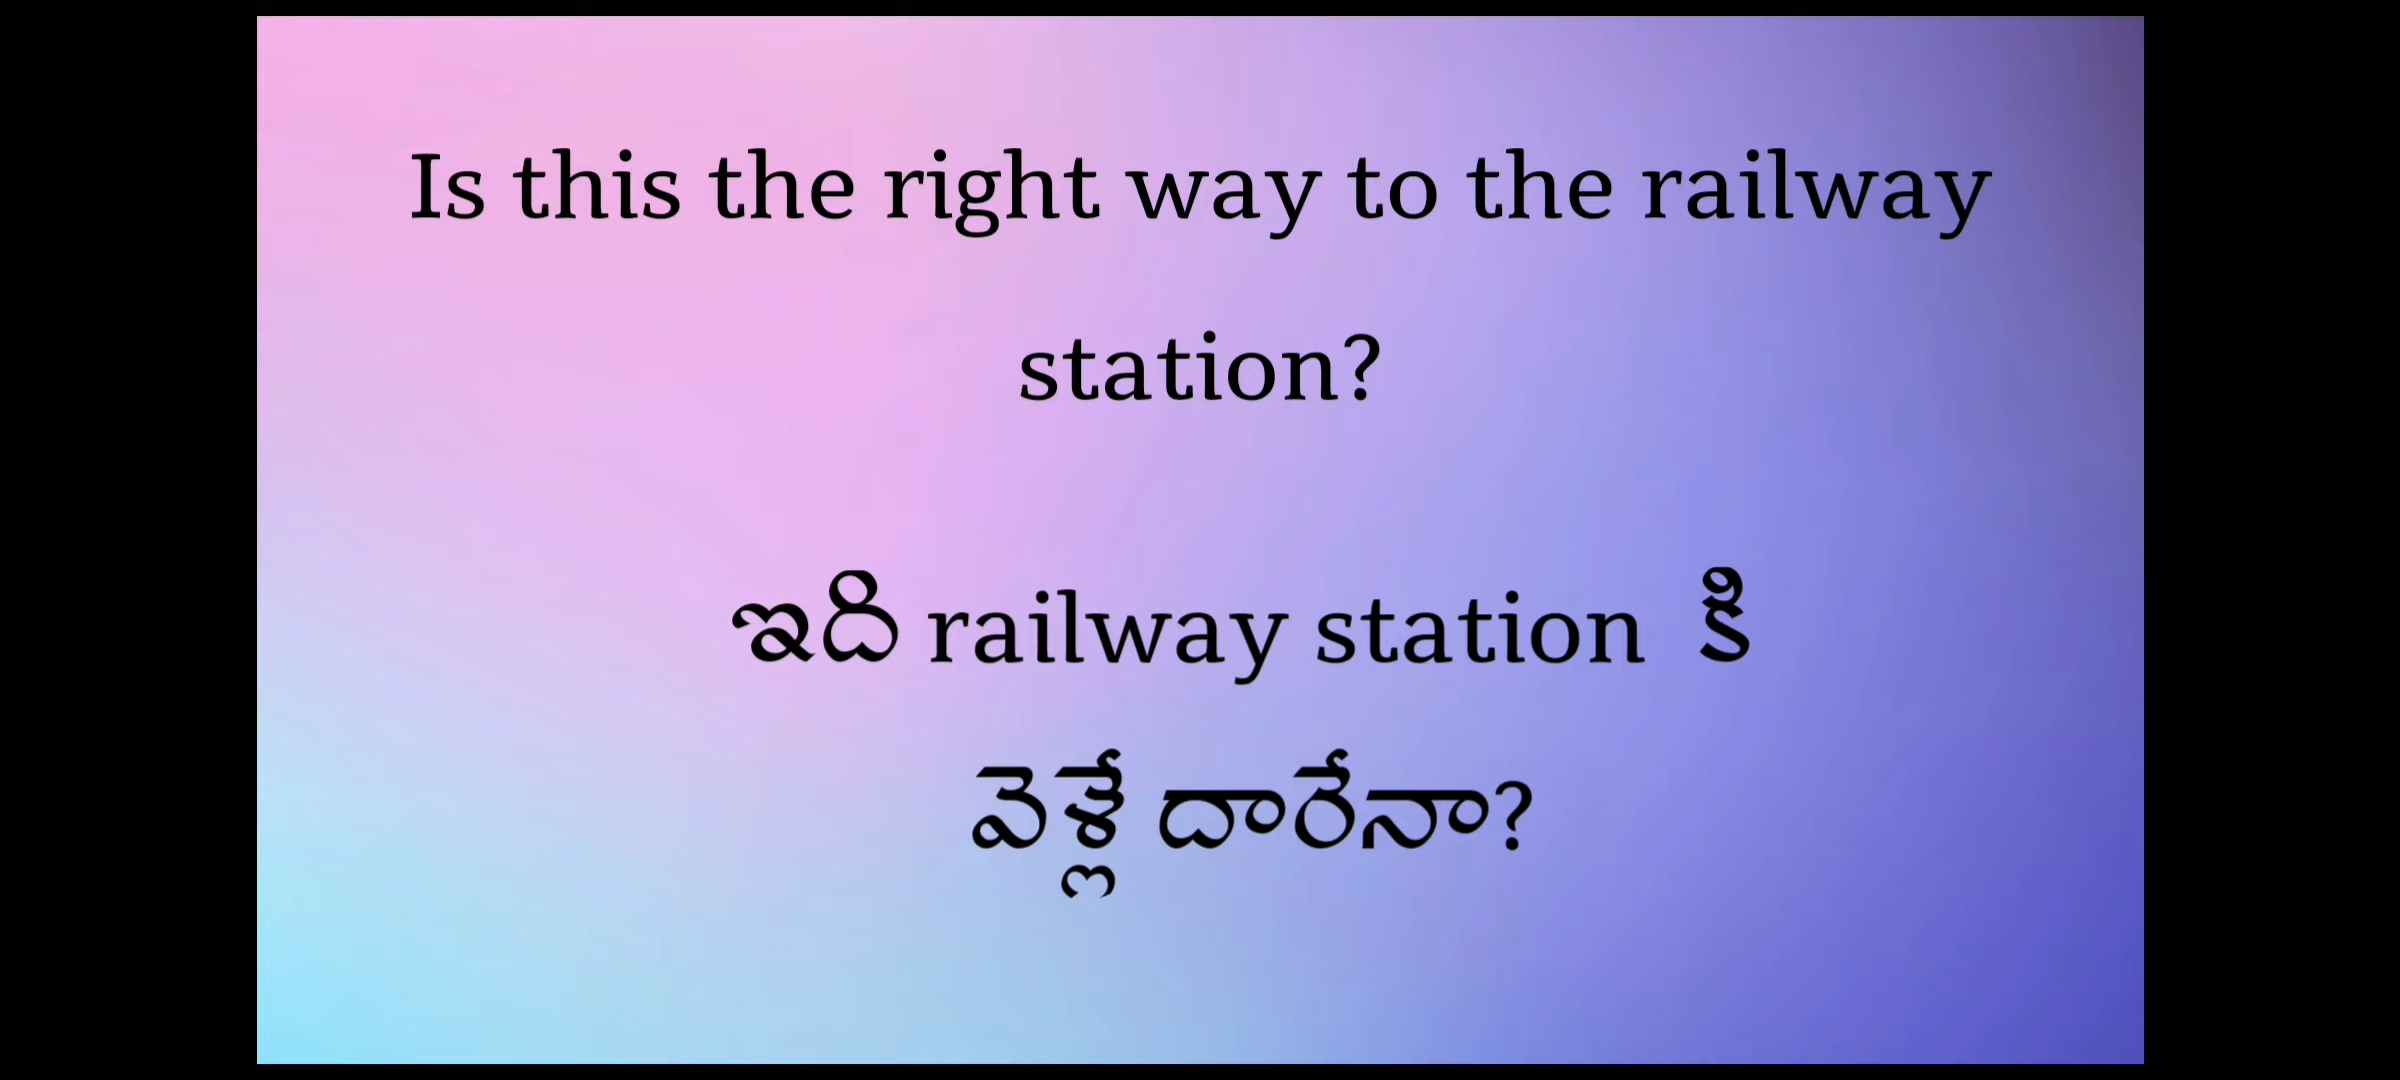 Is this the right way to the railway
station?
ఇది railway station కి
వెళ్లే దారేనా?